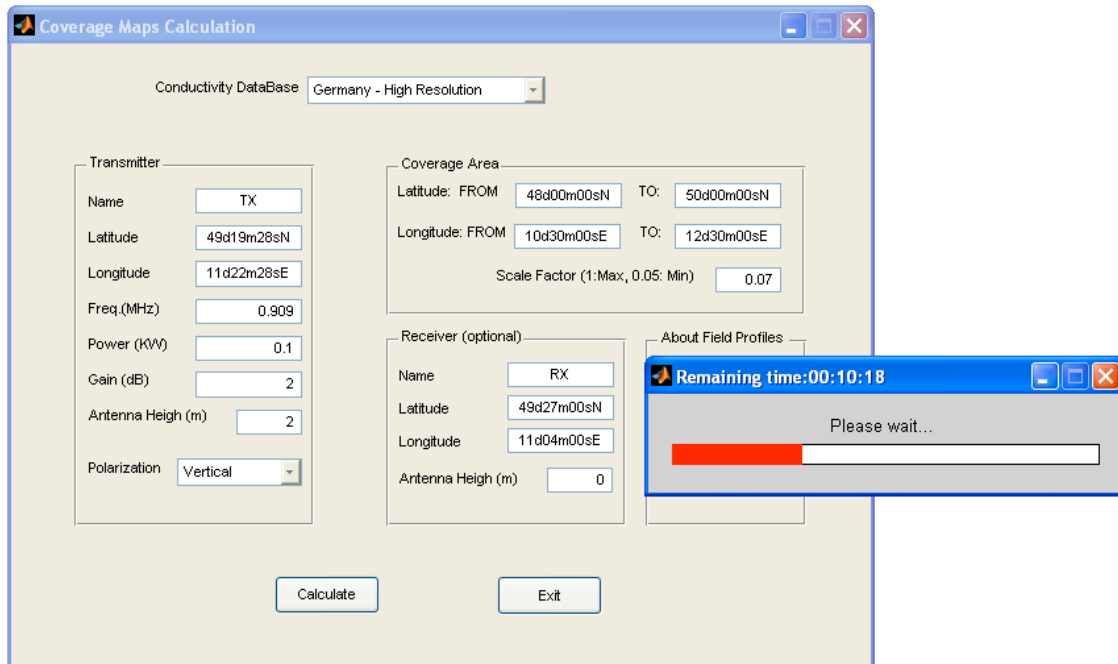 Coverage Maps Calculation
Conductivity DataBase Germany - High Resolution
Transmitter
Name TX
Latitude 49d19m28sN
Longitude 11d22m28sE
Freq.(MHz) 0.909
Power (KW) 0.1
Gain (dB) 2
Antenna Heigh (m) 2
Polarization Vertical
Coverage Area
Latitude: FROM 48d00m00sN TO: 50d00m00sN
Longitude: FROM 10d30m00sE TO: 12d30m00sE
Scale Factor (1:Max, 0.05: Min) 0.07
Receiver (optional)
Name RX
Latitude 49d27m00sN
Longitude 11d04m00sE
Antenna Heigh (m) 0
About Field Profiles
Remaining time:00:10:18
Please wait...
Calculate Exit